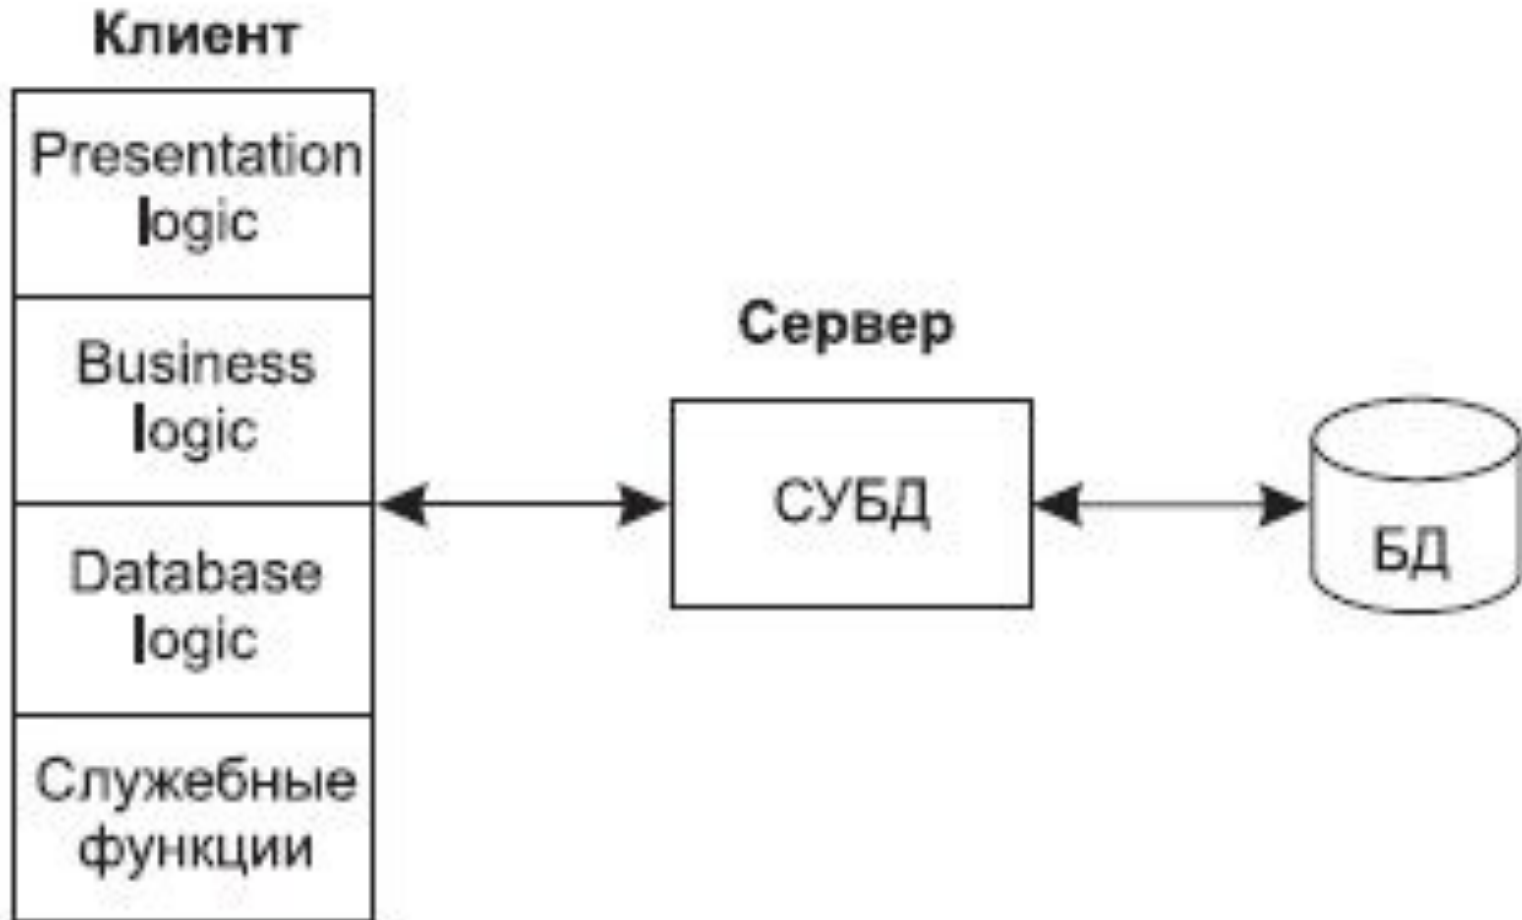 Клиент
Presentation
logic
Business
logic
Database
logic
Служебные
функции
Сервер
СУБД
БД